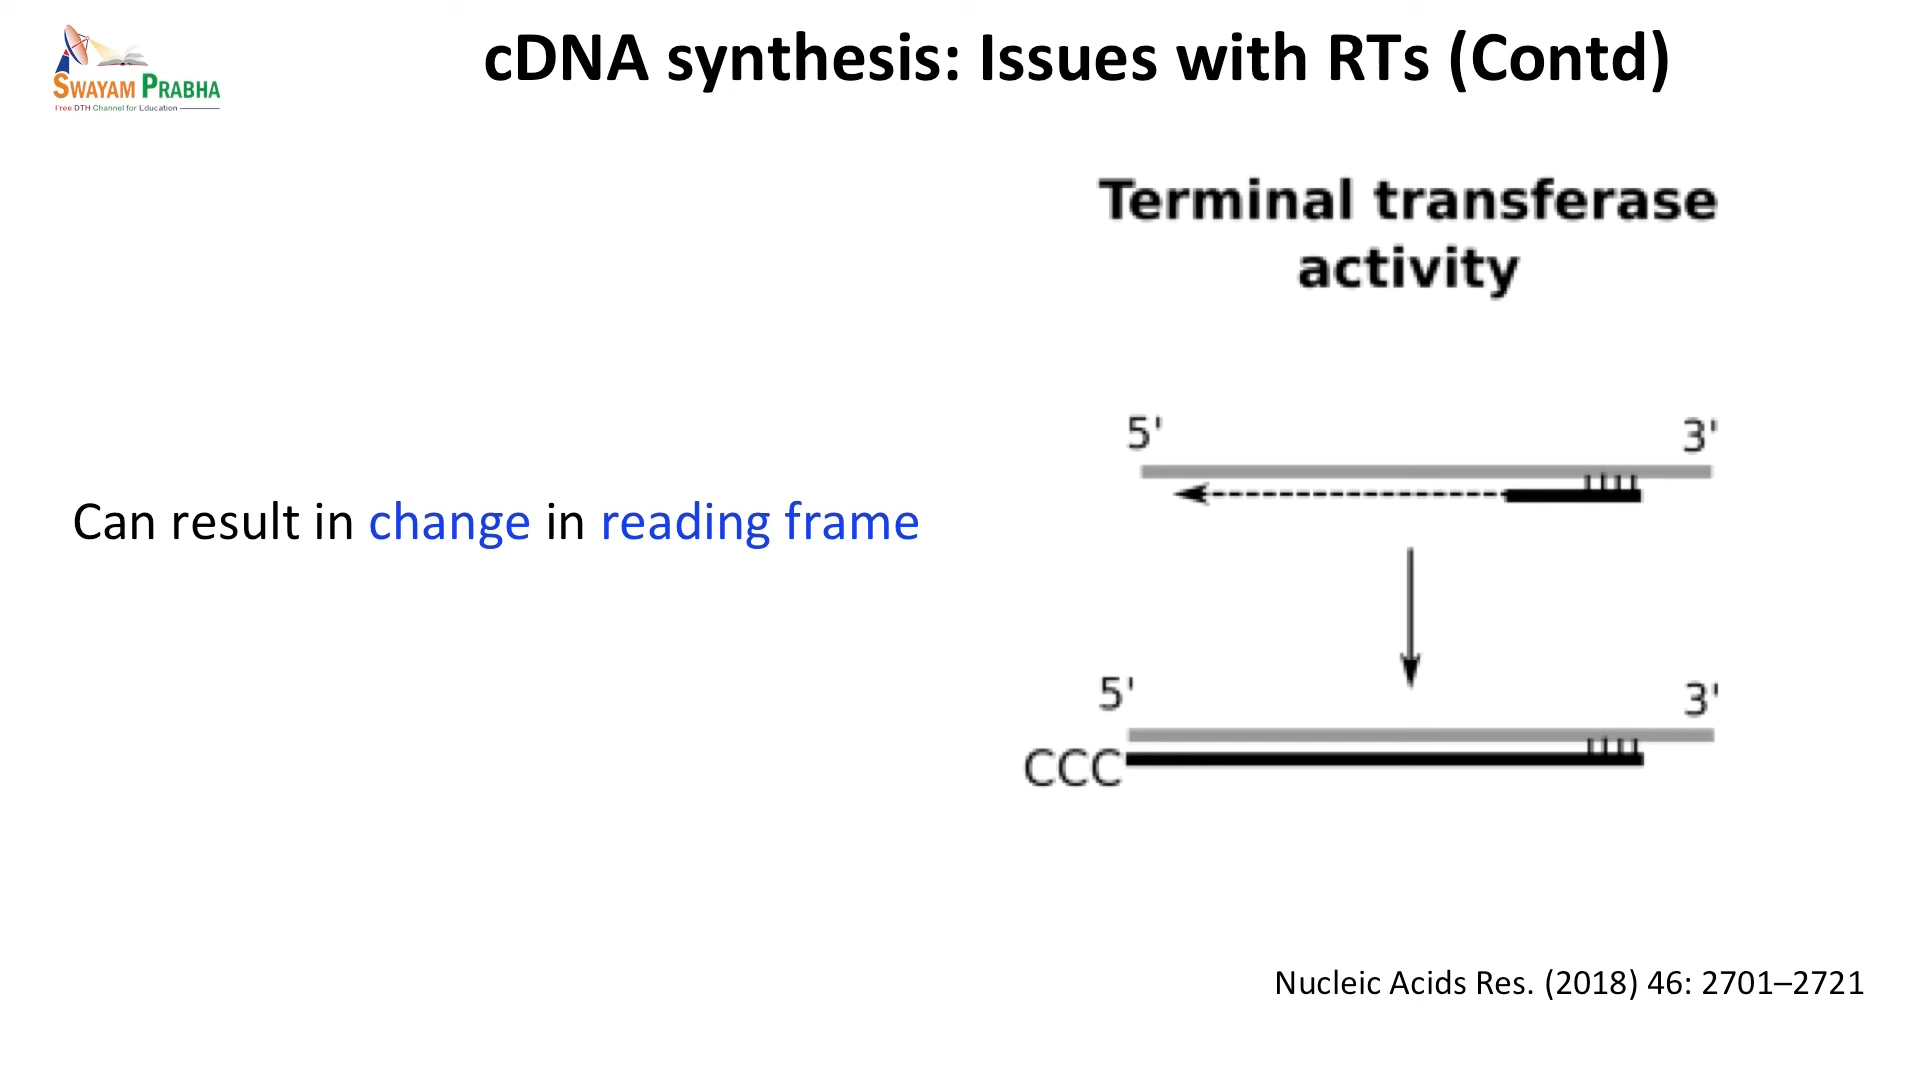 SWAYAM PRABHA
Free DTH Channel for Education
cDNA synthesis: Issues with RTs (Contd)
Terminal transferase
activity
5' 3'
Can result in change in reading frame
5' 3'
CCC
Nucleic Acids Res. (2018) 46: 2701–2721